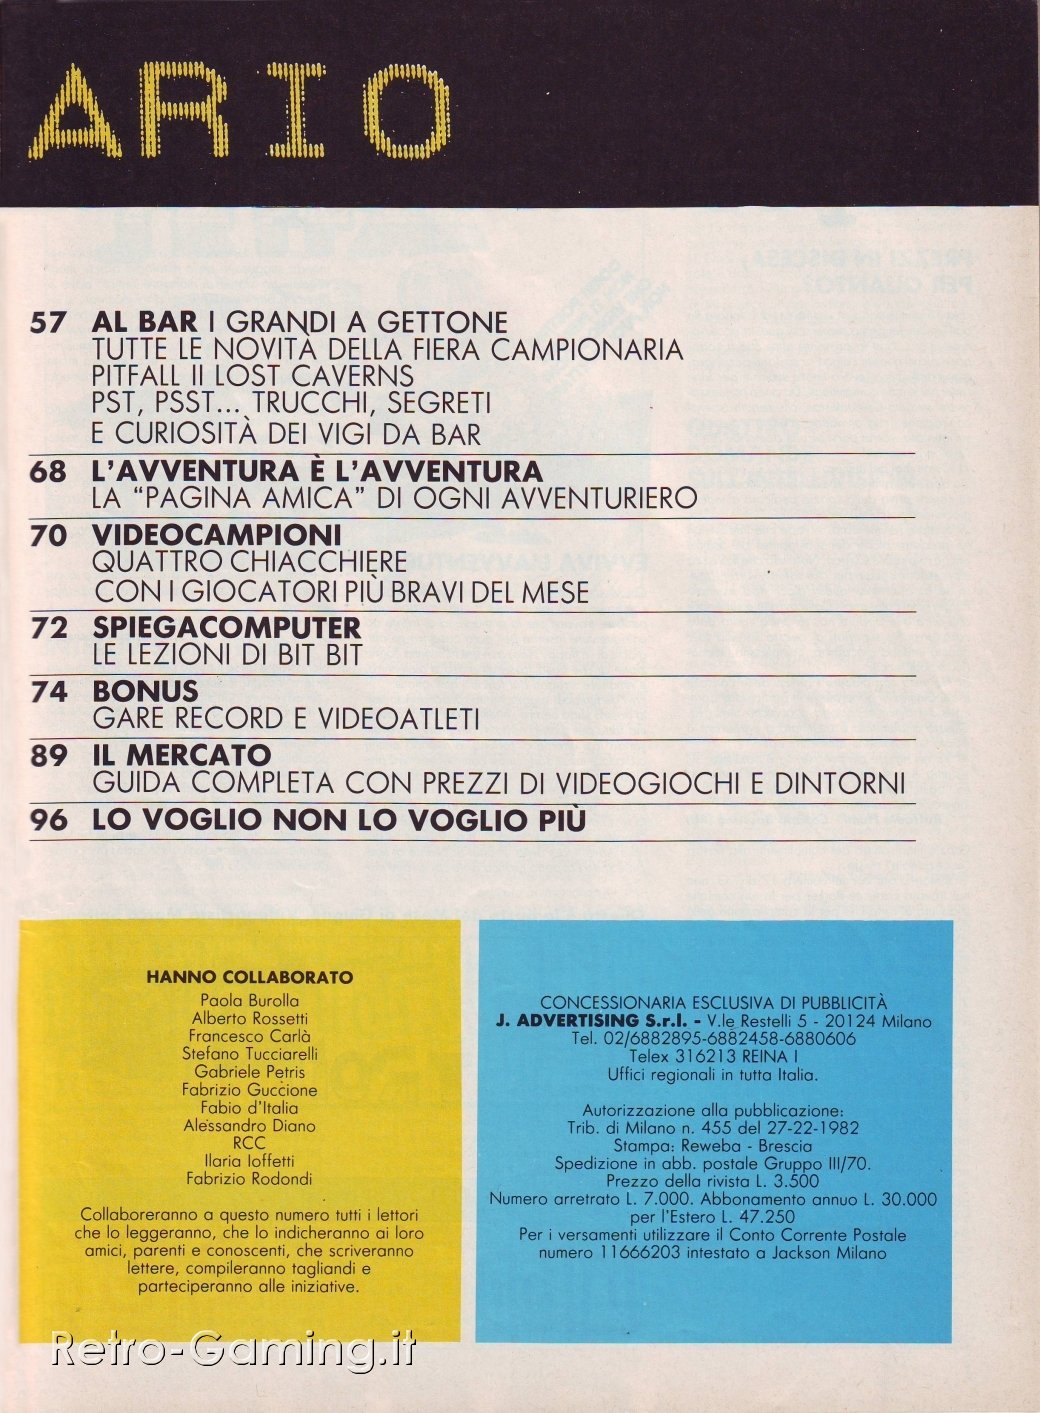 ARIO
57 AL BAR I GRANDI A GETTONE
TUTTE LE NOVITÀ DELLA FIERA CAMPIONARIA
PITFALL II LOST CAVERNS
PST, PSST... TRUCCHI, SEGRETI
E CURIOSITÀ DEI VIGI DA BAR
68 L'AVVENTURA È L'AVVENTURA
LA "PAGINA AMICA" DI OGNI AVVENTURIERO
70 VIDEOCAMPIONI
QUATTRO CHIACCHIERE
CON I GIOCATORI PIÙ BRAVI DEL MESE
72 SPIEGACOMPUTER
LE LEZIONI DI BIT BIT
74 BONUS
GARE RECORD E VIDEOATLETI
89 IL MERCATO
GUIDA COMPLETA CON PREZZI DI VIDEOGIOCHI E DINTORNI
96 LO VOGLIO NON LO VOGLIO PIÙ
HANNO COLLABORATO
Paola Burolla
Alberto Rossetti
Francesco Carlà
Stefano Tucciarelli
Gabriele Petris
Fabrizio Guccione
Fabio d'Italia
Alessandro Diano
RCC
Ilaria Ioffetti
Fabrizio Rodondi
Collaboreranno a questo numero tutti i lettori
che lo leggeranno, che lo indicheranno ai loro
amici, parenti e conoscenti, che scriveranno
lettere, compileranno tagliandi e
parteciperanno alle iniziative.
CONCESSIONARIA ESCLUSIVA DI PUBBLICITÀ
J. ADVERTISING S.r.l. - V.le Restelli 5 - 20124 Milano
Tel. 02/6882895-6882458-6880606
Telex 316213 REINA I
Uffici regionali in tutta Italia.
Autorizzazione alla pubblicazione:
Trib. di Milano n. 455 del 27-22-1982
Stampa: Reweba - Brescia
Spedizione in abb. postale Gruppo III/70.
Prezzo della rivista L. 3.500
Numero arretrato L. 7.000. Abbonamento annuo L. 30.000
per l'Estero L. 47.250
Per i versamenti utilizzare il Conto Corrente Postale
numero 11666203 intestato a Jackson Milano
Retro-Gaming.it